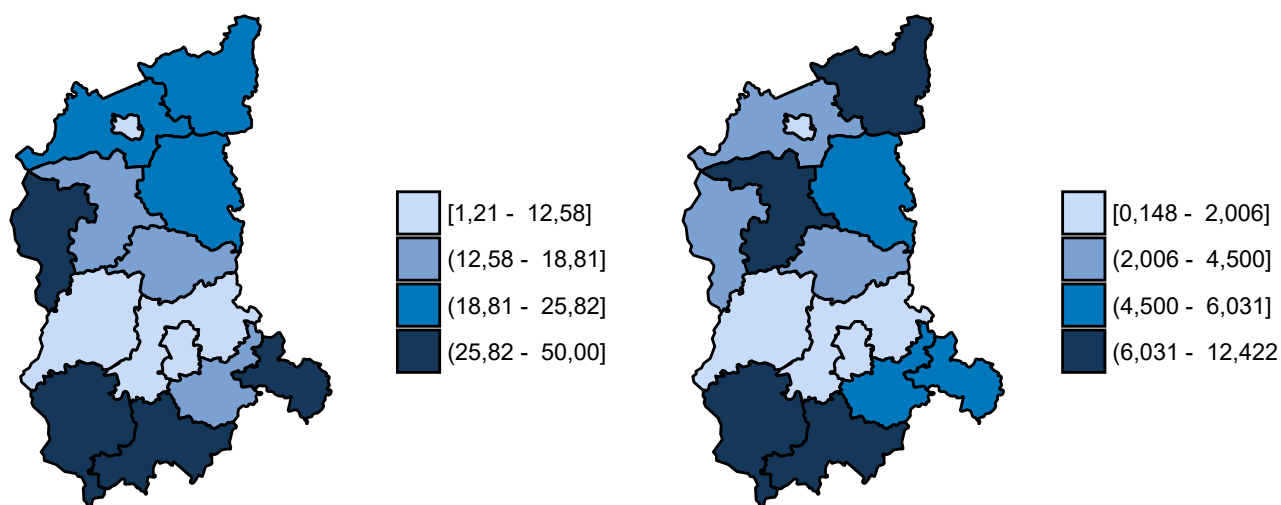 [1,21 - 12,58]
(12,58 - 18,81]
(18,81 - 25,82]
(25,82 - 50,00]
[0,148 - 2,006]
(2,006 - 4,500]
(4,500 - 6,031]
(6,031 - 12,422